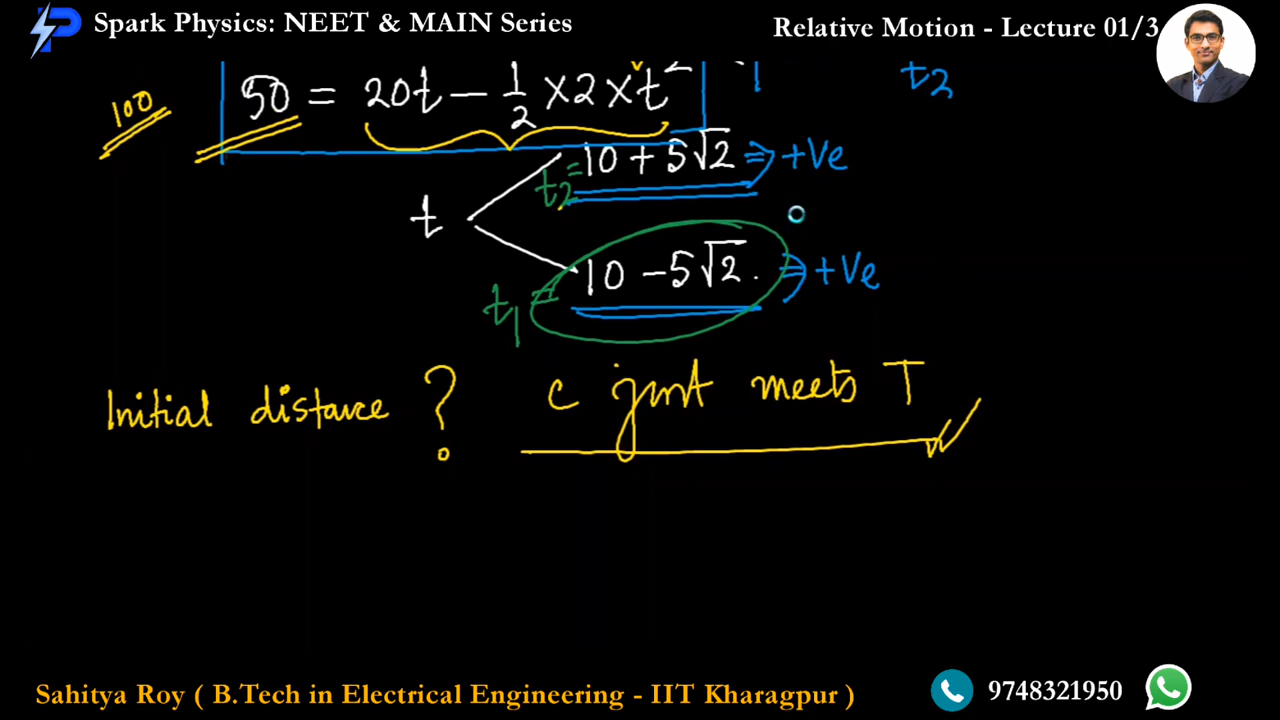 Spark Physics: NEET & MAIN Series
Relative Motion - Lecture 01/3
100
50 = 20t - 1/2 × 2 × t²
t2
t2 = 10 + 5√2 ⇒ +Ve
t
t1 = 10 - 5√2. ⇒ +Ve
Initial distance ? c just meets T
Sahitya Roy ( B.Tech in Electrical Engineering - IIT Kharagpur )
9748321950